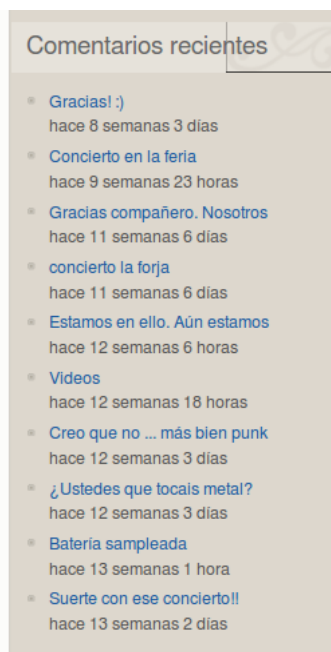 Comentarios recientes
Gracias! :)
hace 8 semanas 3 días
Concierto en la feria
hace 9 semanas 23 horas
Gracias compañero. Nosotros
hace 11 semanas 6 días
concierto la forja
hace 11 semanas 6 días
Estamos en ello. Aún estamos
hace 12 semanas 6 horas
Videos
hace 12 semanas 18 horas
Creo que no ... más bien punk
hace 12 semanas 3 días
¿Ustedes que tocais metal?
hace 12 semanas 3 días
Batería sampleada
hace 13 semanas 1 hora
Suerte con ese concierto!!
hace 13 semanas 2 días